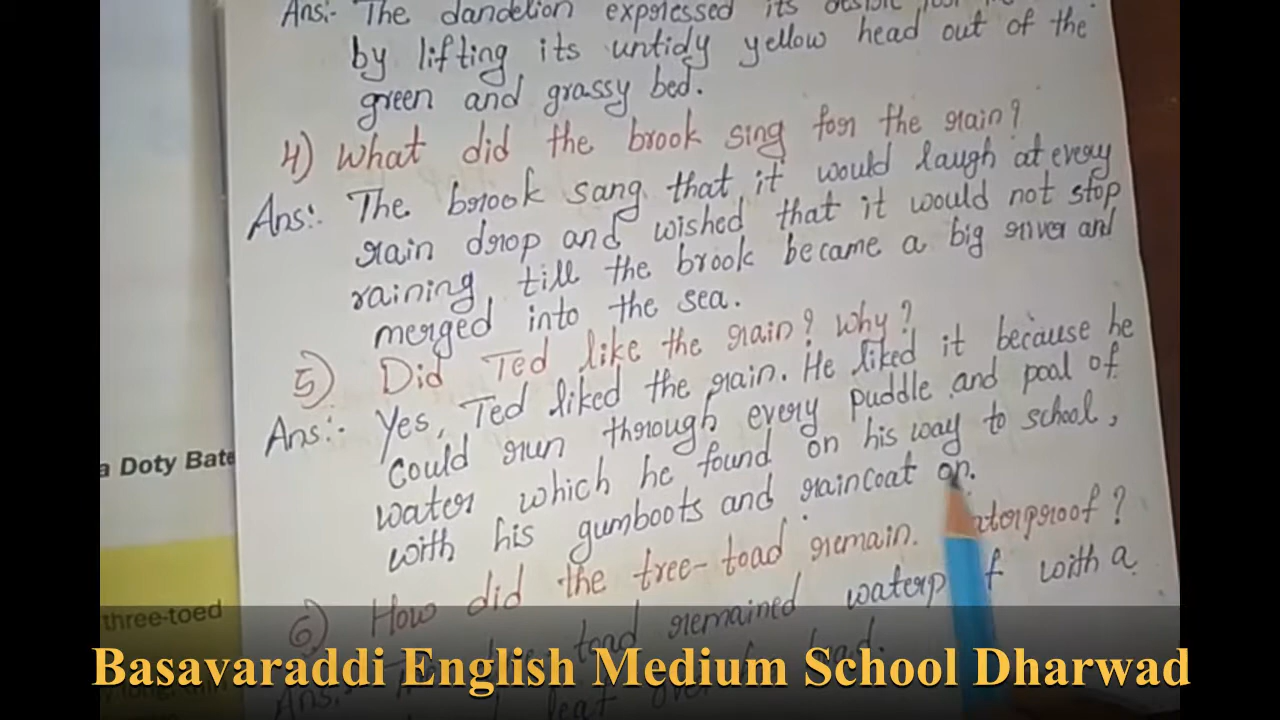 Ans:- The dandelion expressed its
by lifting its untidy yellow head out of the
green and grassy bed.
4) What did the brook sing for the rain?
Ans:- The brook sang that it would laugh at every
rain drop and wished that it would not stop
raining till the brook became a big river and
merged into the sea.
5) Did Ted like the rain? Why?
Ans:- Yes, Ted liked the rain. He liked it because he
could run through every puddle and pool of
water which he found on his way to school,
with his gumboots and raincoat on.
6) How did the tree-toad remain
toad remained with a
Ans:- leaf
a Doty Bate
three-toed
Basavaraddi English Medium School Dharwad